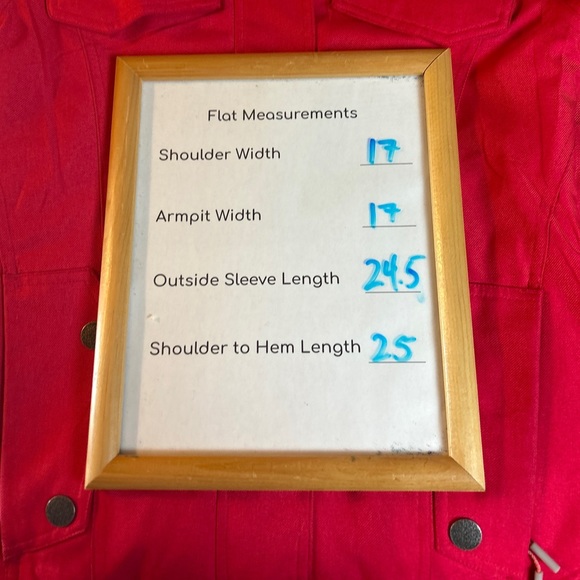 Flat Measurements
Shoulder Width 17
Armpit Width 17
Outside Sleeve Length 24.5
Shoulder to Hem Length 25